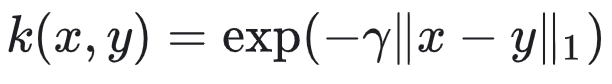 k(x, y) = exp(−γ‖x − y‖₁)